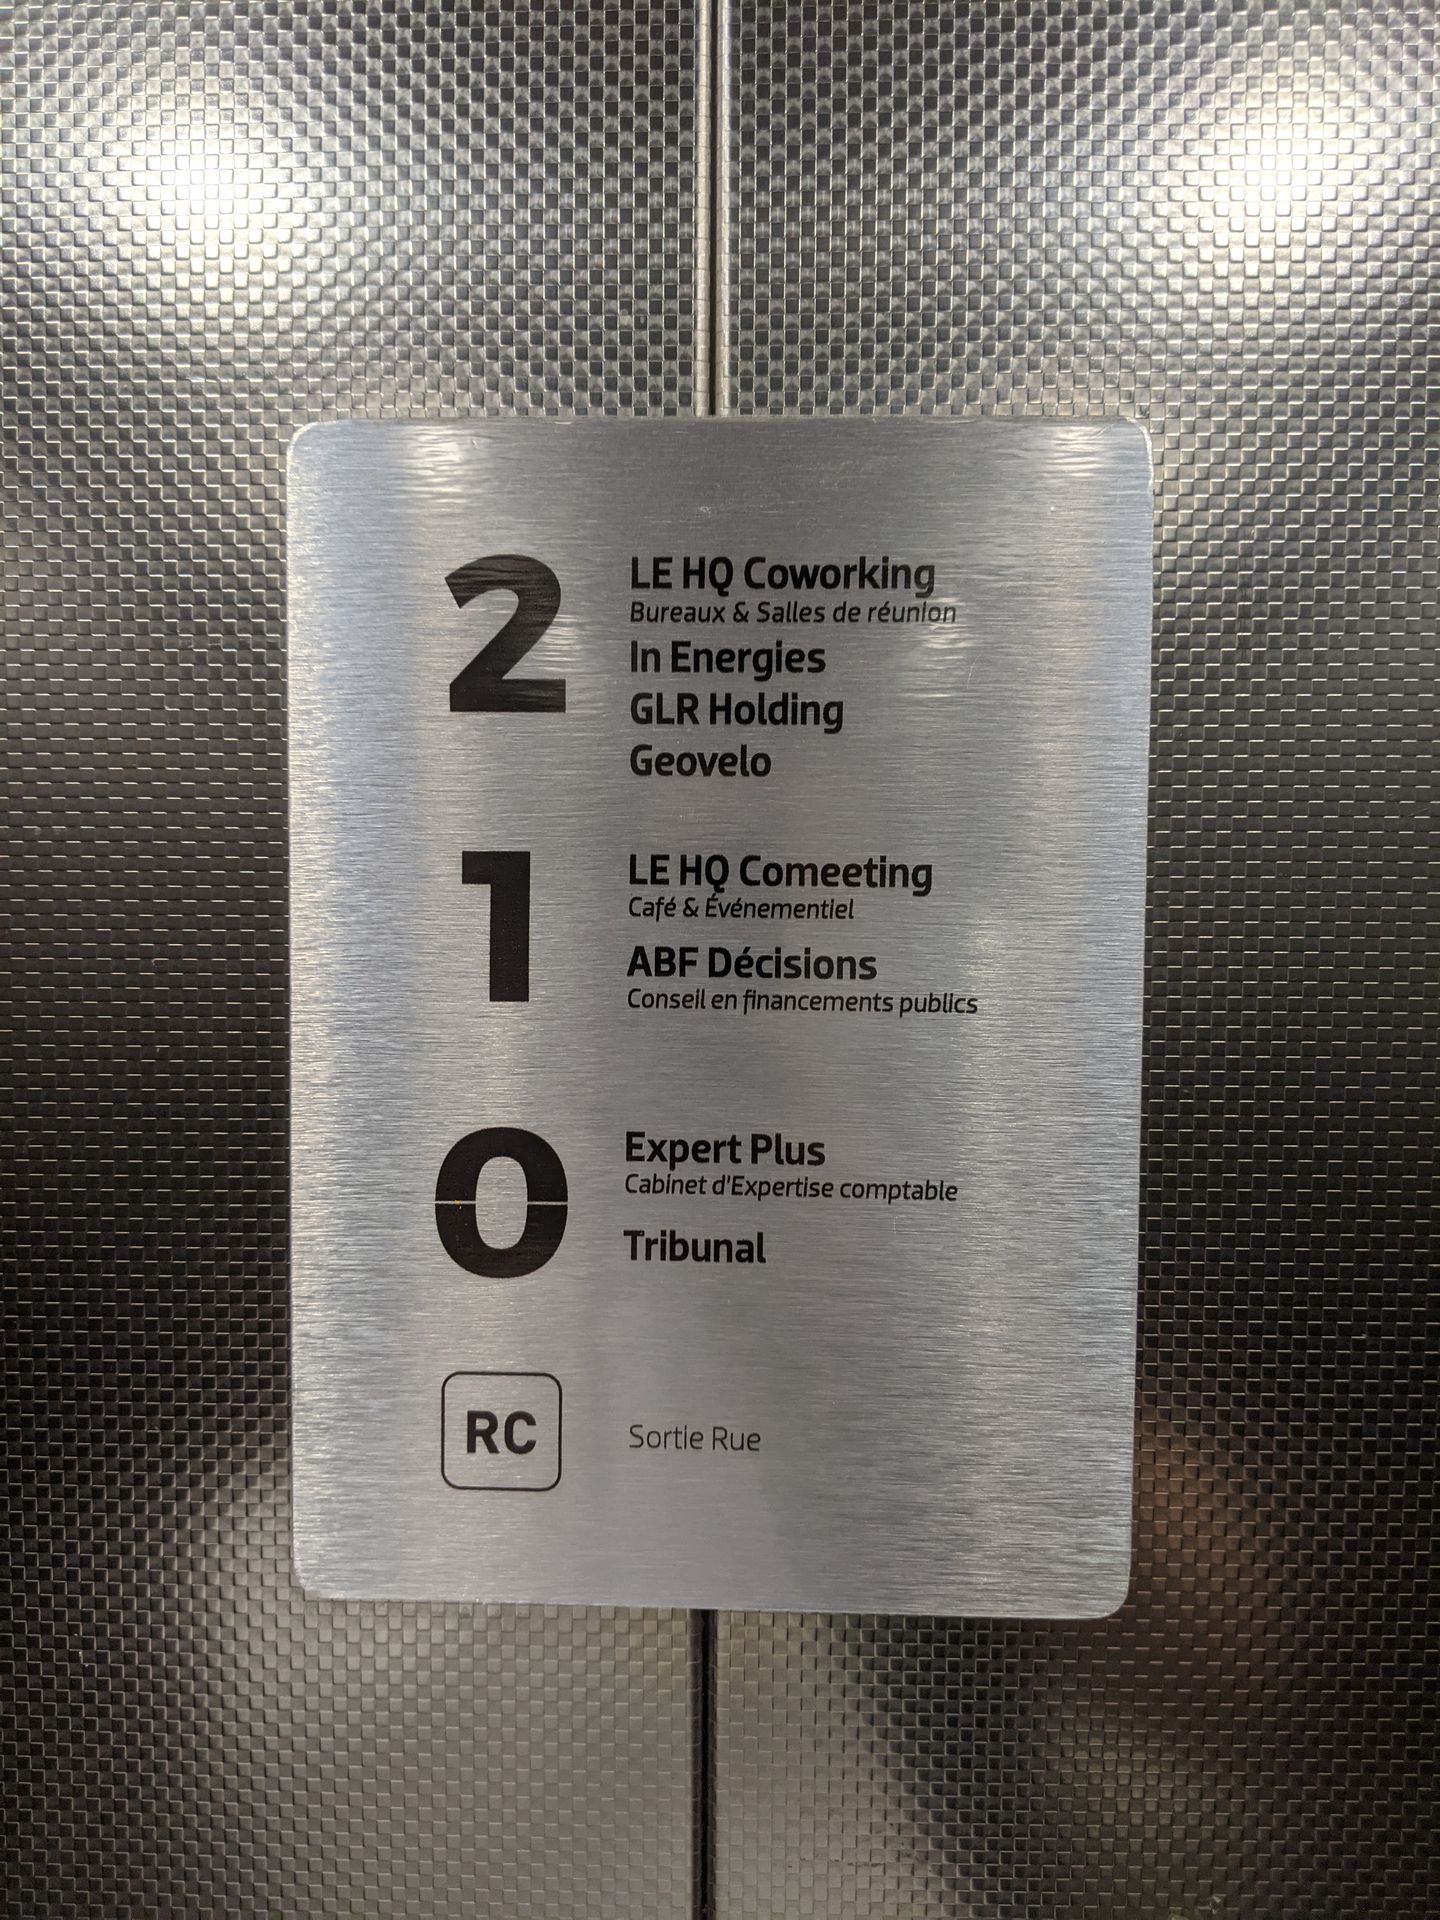 2
LE HQ Coworking
Bureaux & Salles de réunion
In Energies
GLR Holding
Geovelo
1
LE HQ Comeeting
Café & Événementiel
ABF Décisions
Conseil en financements publics
0
Expert Plus
Cabinet d'Expertise comptable
Tribunal
RC
Sortie Rue